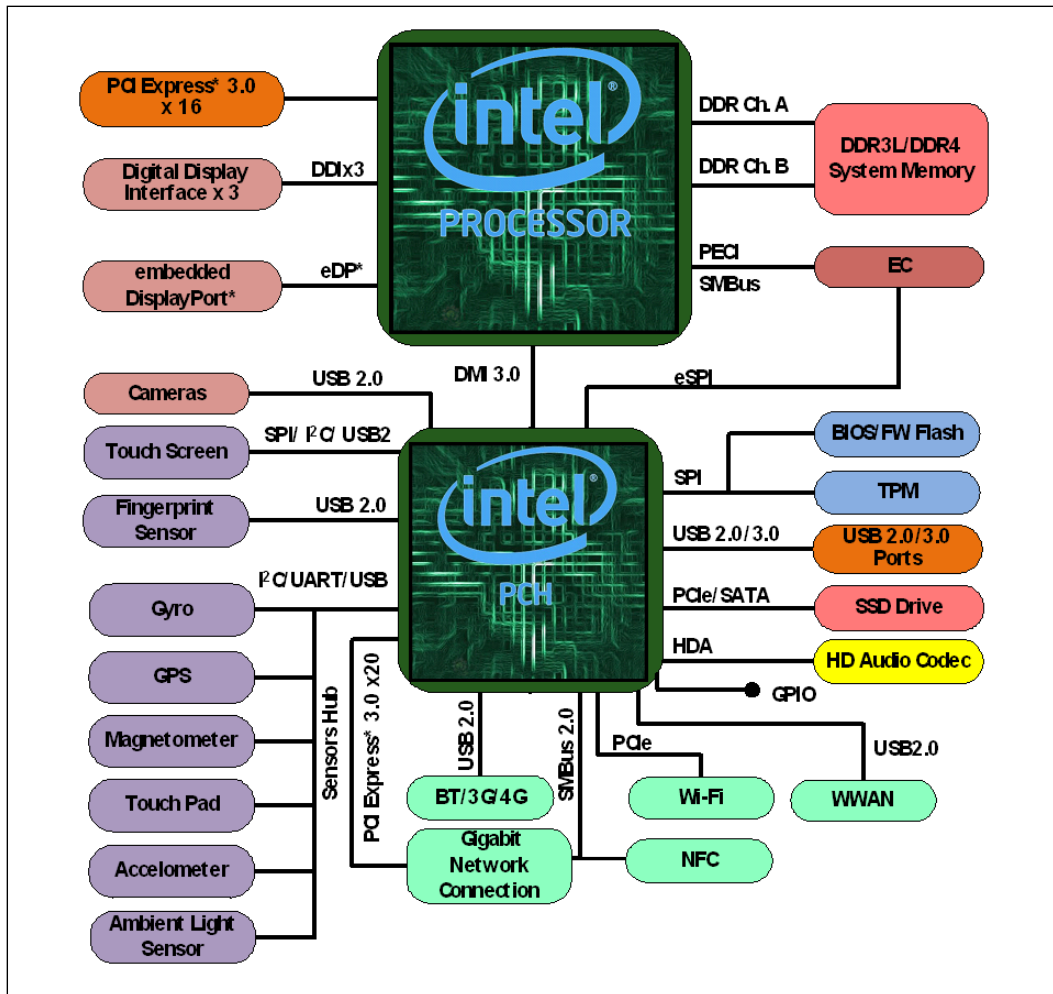 PCI Express* 3.0
x 16
Digital Display
Interface x 3
DDIx3
embedded
DisplayPort*
eDP*
intel®
PROCESSOR
DDR Ch. A
DDR Ch. B
DDR3L/DDR4
System Memory
PECI
SMBus
EC
DMI 3.0
eSPI
Cameras
USB 2.0
Touch Screen
SPI/ I²C/ USB2
Fingerprint
Sensor
USB 2.0
I²C/UART/USB
Gyro
GPS
Magnetometer
Touch Pad
Accelometer
Ambient Light
Sensor
Sensors Hub
PCI Express* 3.0 x20
intel®
PCH
SPI
BIOS/FW Flash
TPM
USB 2.0/3.0
USB 2.0/3.0
Ports
PCIe/SATA
SSD Drive
HDA
HD Audio Codec
GPIO
USB 2.0
SMBus 2.0
PCIe
USB2.0
BT/3G/4G
Wi-Fi
WWAN
Gigabit
Network
Connection
NFC